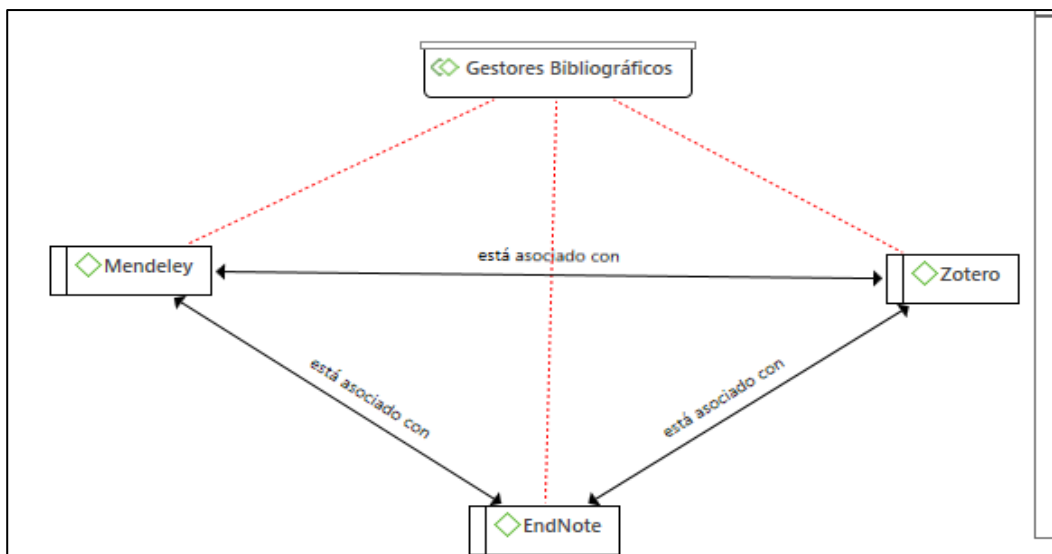 Gestores Bibliográficos
está asociado con
Mendeley
Zotero
está asociado con
está asociado con
EndNote